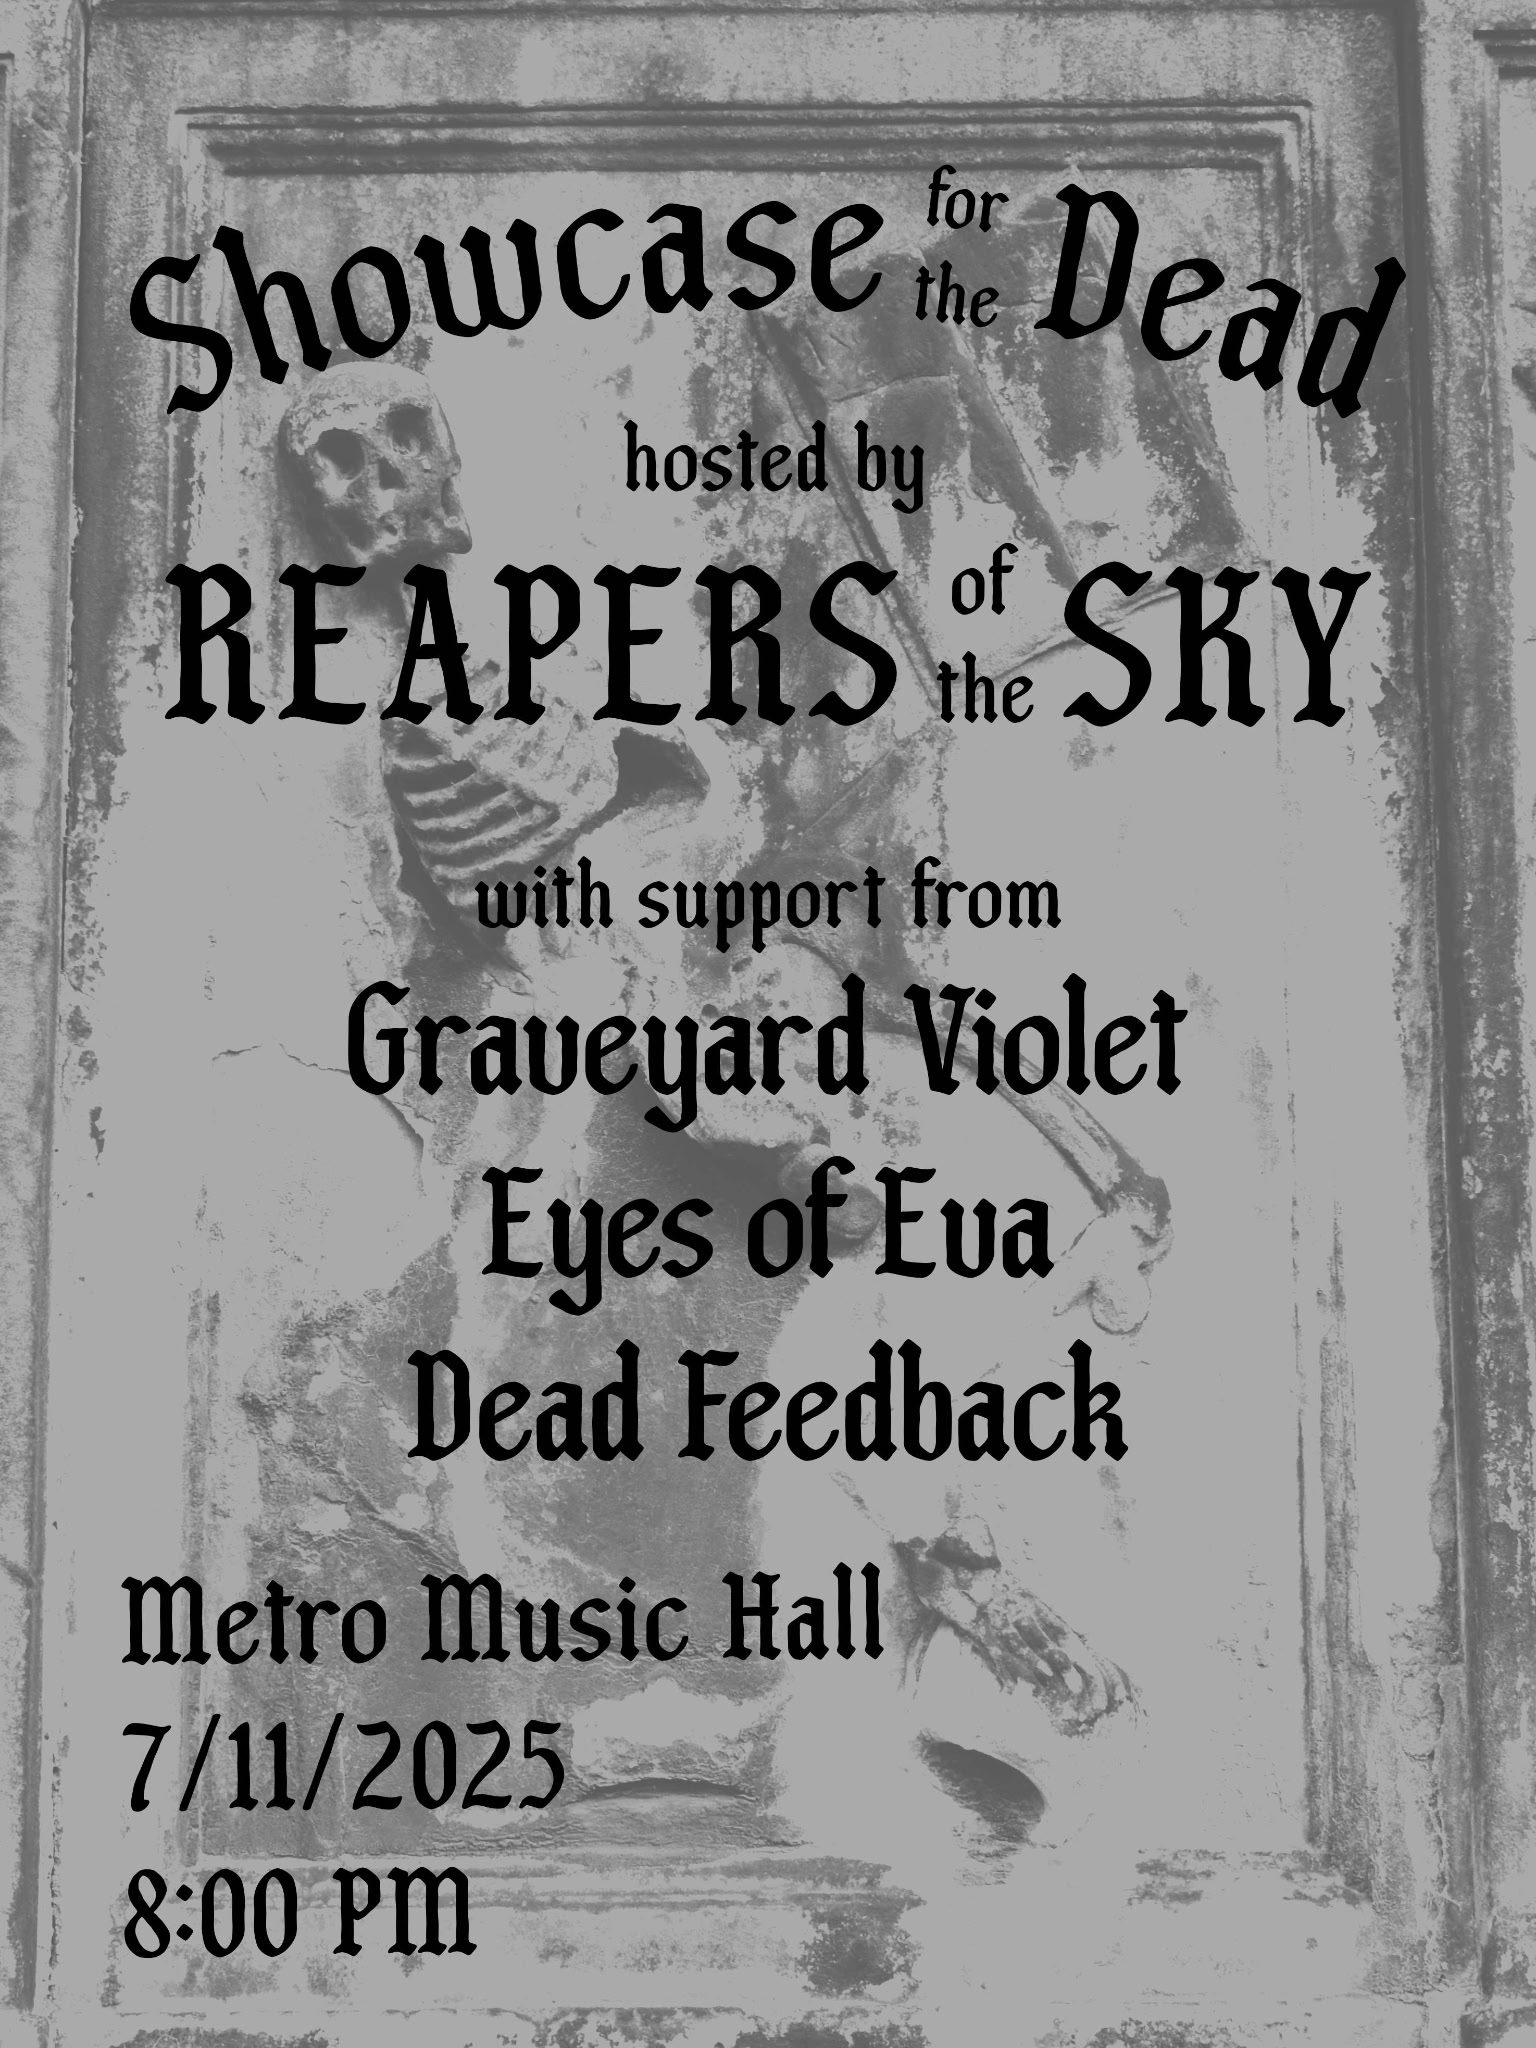 Showcase for the Dead
hosted by
REAPERS of the SKY
with support from
Graveyard Violet
Eyes of Eva
Dead Feedback
Metro Music Hall
7/11/2025
8:00 PM